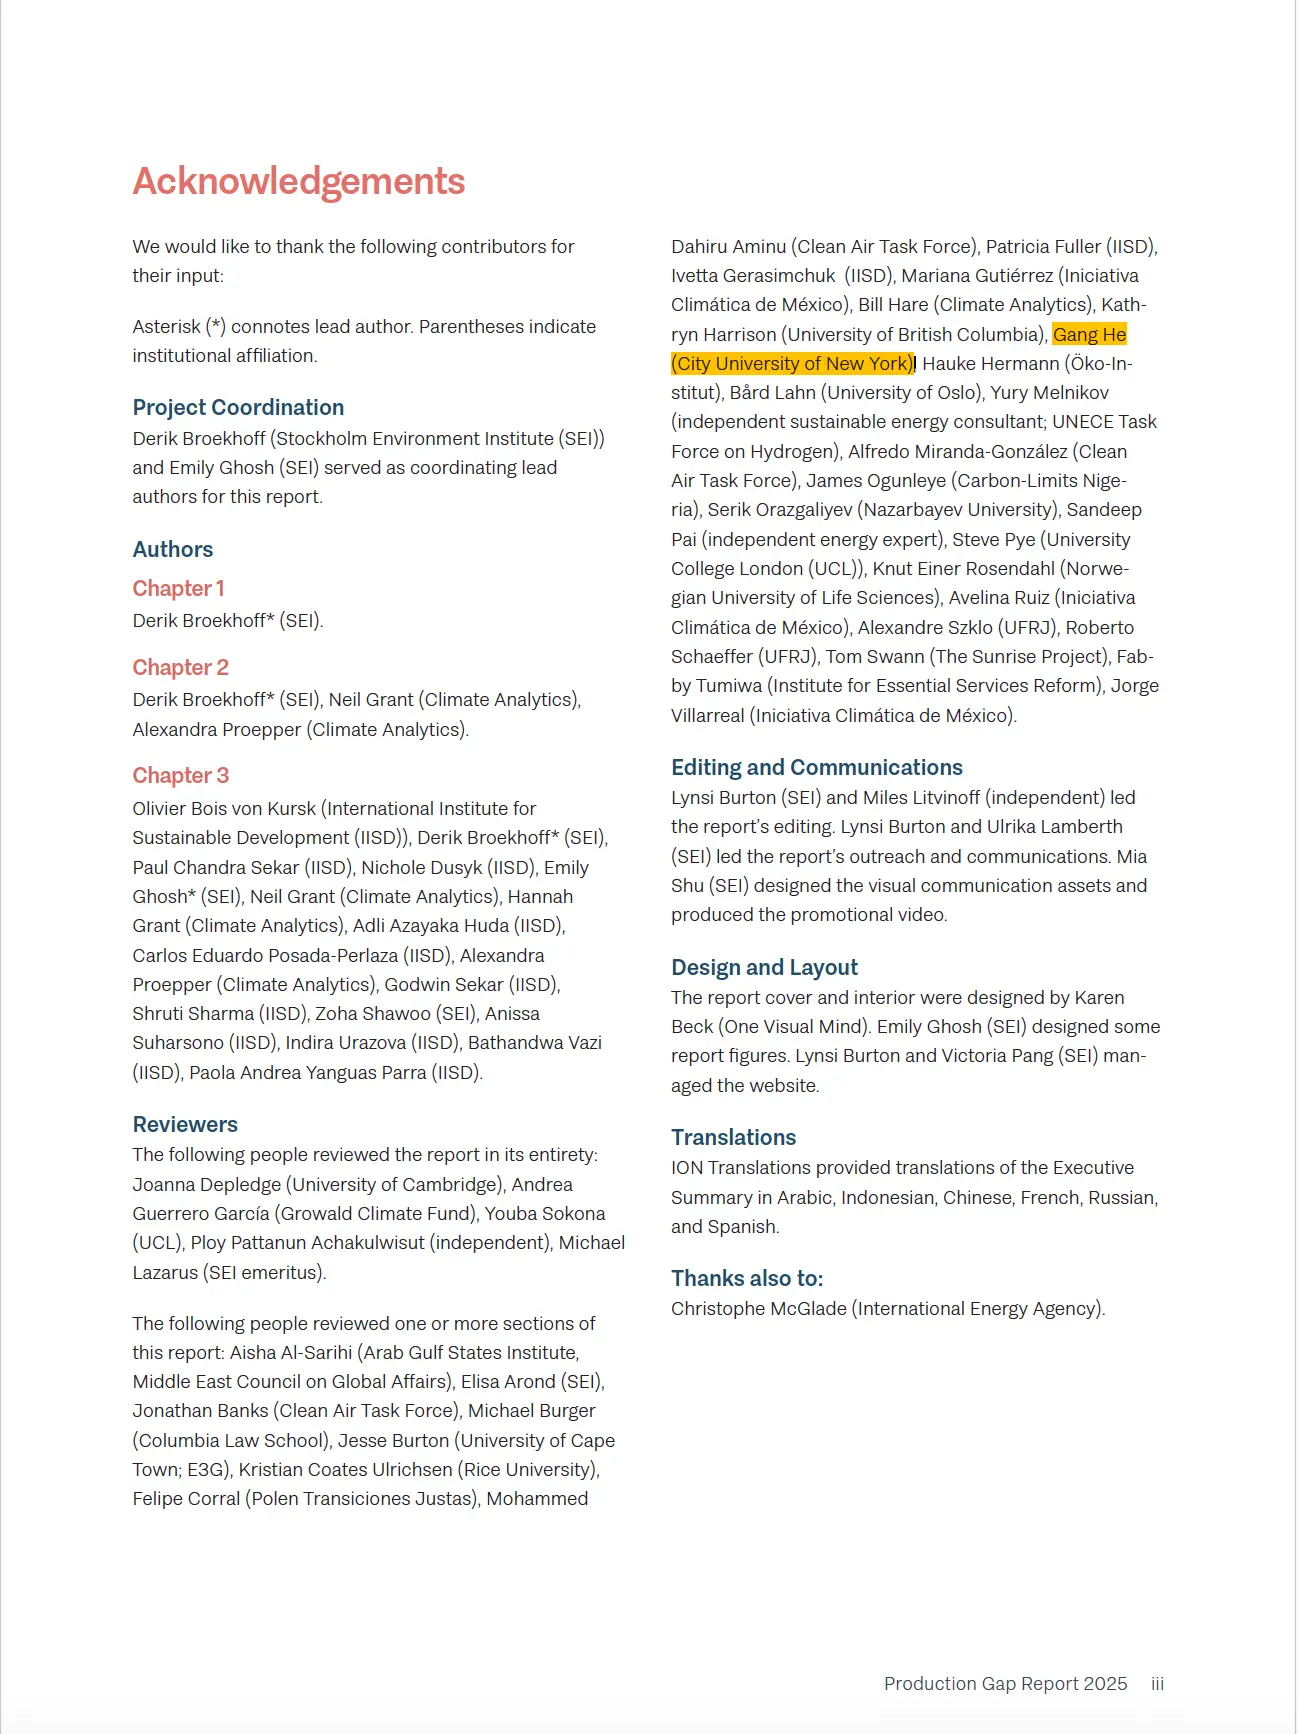 Acknowledgements
We would like to thank the following contributors for
their input:
Asterisk (*) connotes lead author. Parentheses indicate
institutional affiliation.
Project Coordination
Derik Broekhoff (Stockholm Environment Institute (SEI))
and Emily Ghosh (SEI) served as coordinating lead
authors for this report.
Authors
Chapter 1
Derik Broekhoff* (SEI).
Chapter 2
Derik Broekhoff* (SEI), Neil Grant (Climate Analytics),
Alexandra Proepper (Climate Analytics).
Chapter 3
Olivier Bois von Kursk (International Institute for
Sustainable Development (IISD)), Derik Broekhoff* (SEI),
Paul Chandra Sekar (IISD), Nichole Dusyk (IISD), Emily
Ghosh* (SEI), Neil Grant (Climate Analytics), Hannah
Grant (Climate Analytics), Adli Azayaka Huda (IISD),
Carlos Eduardo Posada-Perlaza (IISD), Alexandra
Proepper (Climate Analytics), Godwin Sekar (IISD),
Shruti Sharma (IISD), Zoha Shawoo (SEI), Anissa
Suharsono (IISD), Indira Urazova (IISD), Bathandwa Vazi
(IISD), Paola Andrea Yanguas Parra (IISD).
Reviewers
The following people reviewed the report in its entirety:
Joanna Depledge (University of Cambridge), Andrea
Guerrero García (Growald Climate Fund), Youba Sokona
(UCL), Ploy Pattanun Achakulwisut (independent), Michael
Lazarus (SEI emeritus).
The following people reviewed one or more sections of
this report: Aisha Al-Sarihi (Arab Gulf States Institute,
Middle East Council on Global Affairs), Elisa Arond (SEI),
Jonathan Banks (Clean Air Task Force), Michael Burger
(Columbia Law School), Jesse Burton (University of Cape
Town; E3G), Kristian Coates Ulrichsen (Rice University),
Felipe Corral (Polen Transiciones Justas), Mohammed
Dahiru Aminu (Clean Air Task Force), Patricia Fuller (IISD),
Ivetta Gerasimchuk (IISD), Mariana Gutiérrez (Iniciativa
Climática de México), Bill Hare (Climate Analytics), Kath-
ryn Harrison (University of British Columbia), Gang He
(City University of New York), Hauke Hermann (Öko-In-
stitut), Bård Lahn (University of Oslo), Yury Melnikov
(independent sustainable energy consultant; UNECE Task
Force on Hydrogen), Alfredo Miranda-González (Clean
Air Task Force), James Ogunleye (Carbon-Limits Nige-
ria), Serik Orazgaliyev (Nazarbayev University), Sandeep
Pai (independent energy expert), Steve Pye (University
College London (UCL)), Knut Einer Rosendahl (Norwe-
gian University of Life Sciences), Avelina Ruiz (Iniciativa
Climática de México), Alexandre Szklo (UFRJ), Roberto
Schaeffer (UFRJ), Tom Swann (The Sunrise Project), Fab-
by Tumiwa (Institute for Essential Services Reform), Jorge
Villarreal (Iniciativa Climática de México).
Editing and Communications
Lynsi Burton (SEI) and Miles Litvinoff (independent) led
the report's editing. Lynsi Burton and Ulrika Lamberth
(SEI) led the report's outreach and communications. Mia
Shu (SEI) designed the visual communication assets and
produced the promotional video.
Design and Layout
The report cover and interior were designed by Karen
Beck (One Visual Mind). Emily Ghosh (SEI) designed some
report figures. Lynsi Burton and Victoria Pang (SEI) man-
aged the website.
Translations
ION Translations provided translations of the Executive
Summary in Arabic, Indonesian, Chinese, French, Russian,
and Spanish.
Thanks also to:
Christophe McGlade (International Energy Agency).
Production Gap Report 2025 iii